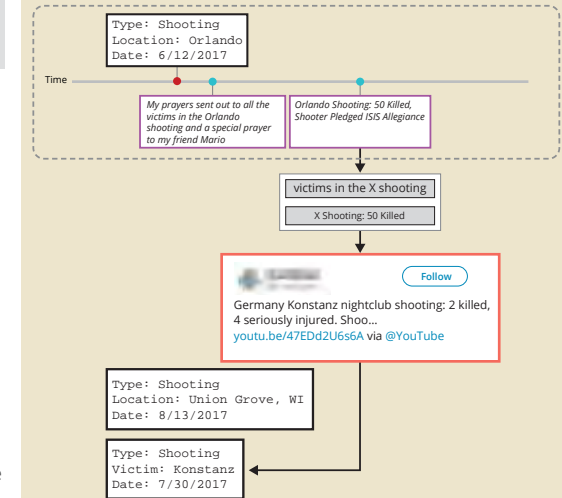 Type: Shooting
Location: Orlando
Date: 6/12/2017
Time
My prayers sent out to all the
victims in the Orlando
shooting and a special prayer
to my friend Mario
Orlando Shooting: 50 Killed,
Shooter Pledged ISIS Allegiance
victims in the X shooting
X Shooting: 50 Killed
Follow
Germany Konstanz nightclub shooting: 2 killed,
4 seriously injured. Shoo...
youtu.be/47EDd2U6s6A via @YouTube
Type: Shooting
Location: Union Grove, WI
Date: 8/13/2017
Type: Shooting
Victim: Konstanz
Date: 7/30/2017